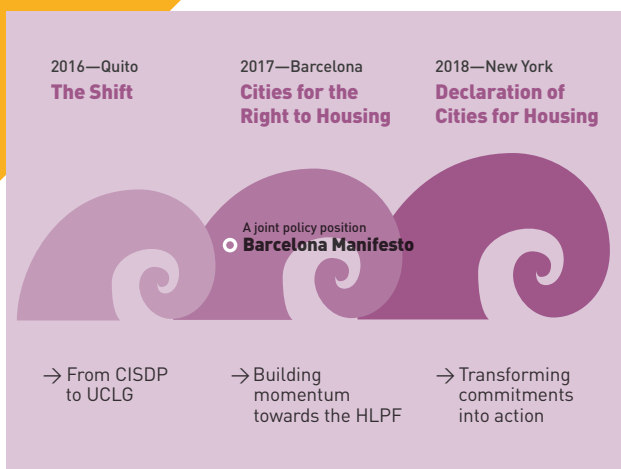 2016—Quito
The Shift
2017—Barcelona
Cities for the
Right to Housing
2018—New York
Declaration of
Cities for Housing
A joint policy position
Barcelona Manifesto
→ From CISDP
to UCLG
→ Building
momentum
towards the HLPF
→ Transforming
commitments
into action